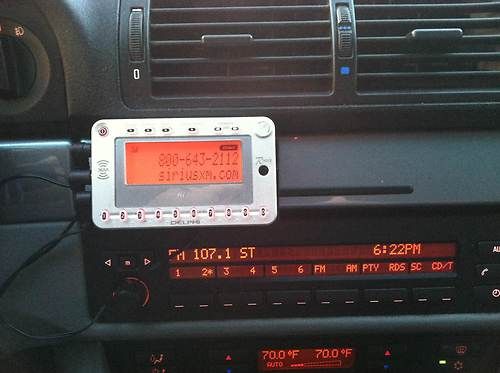 800-643-2112
siriusxm.com
DELPHI
FM 107.1 ST 6:22PM
1 2* 3 4 5 6 FM AM PTV RDS SC CD/T
70.0°F 70.0°F
AUTO